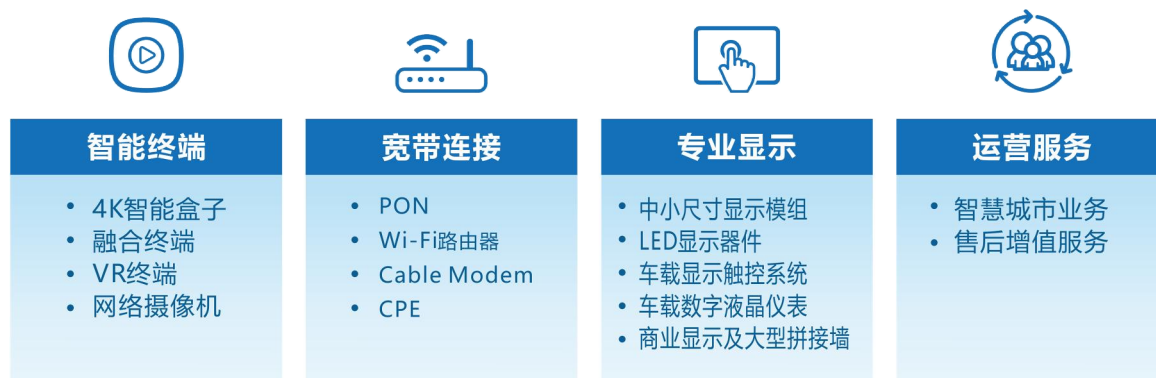 智能终端
• 4K智能盒子
• 融合终端
• VR终端
• 网络摄像机
宽带连接
• PON
• Wi-Fi路由器
• Cable Modem
• CPE
专业显示
• 中小尺寸显示模组
• LED显示器件
• 车载显示触控系统
• 车载数字液晶仪表
• 商业显示及大型拼接墙
运营服务
• 智慧城市业务
• 售后增值服务